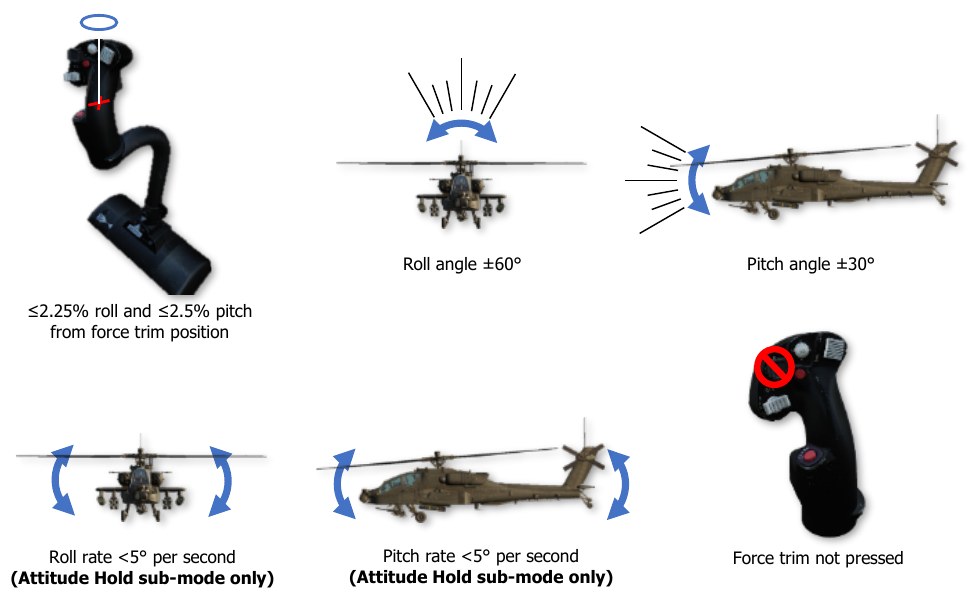 Roll angle ±60°
Pitch angle ±30°
≤2.25% roll and ≤2.5% pitch
from force trim position
Roll rate <5° per second
(Attitude Hold sub-mode only)
Pitch rate <5° per second
(Attitude Hold sub-mode only)
Force trim not pressed